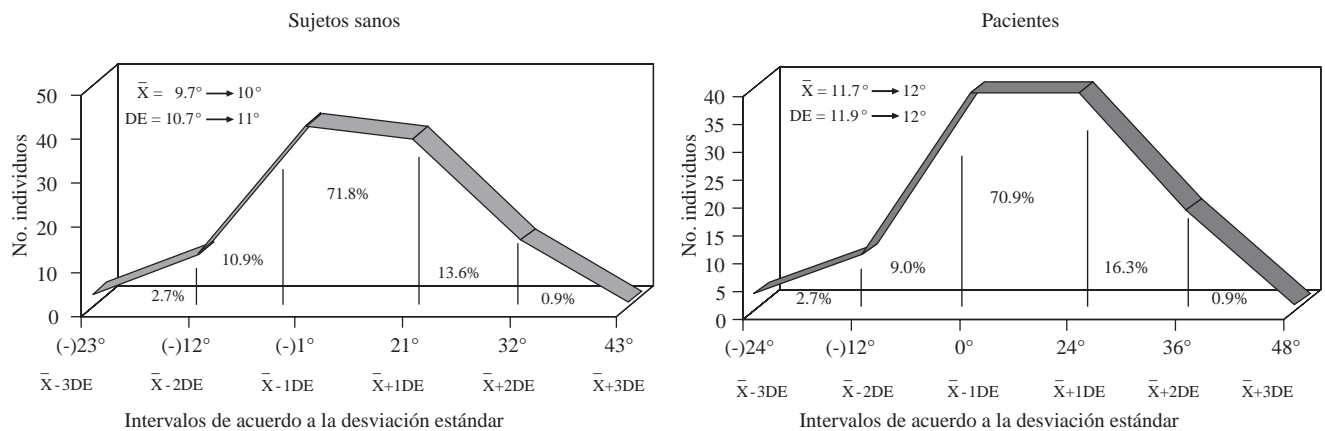 Sujetos sanos
X̄ = 9.7° → 10°
DE = 10.7° → 11°
No. individuos
50
40
30
20
10
0
71.8%
10.9%
13.6%
2.7%
0.9%
(-)23° (-)12° (-)1° 21° 32° 43°
X̄-3DE X̄-2DE X̄-1DE X̄+1DE X̄+2DE X̄+3DE
Intervalos de acuerdo a la desviación estándar
Pacientes
X̄ = 11.7° → 12°
DE = 11.9° → 12°
No. individuos
40
35
30
25
20
15
10
5
0
70.9%
9.0%
16.3%
2.7%
0.9%
(-)24° (-)12° 0° 24° 36° 48°
X̄-3DE X̄-2DE X̄-1DE X̄+1DE X̄+2DE X̄+3DE
Intervalos de acuerdo a la desviación estándar